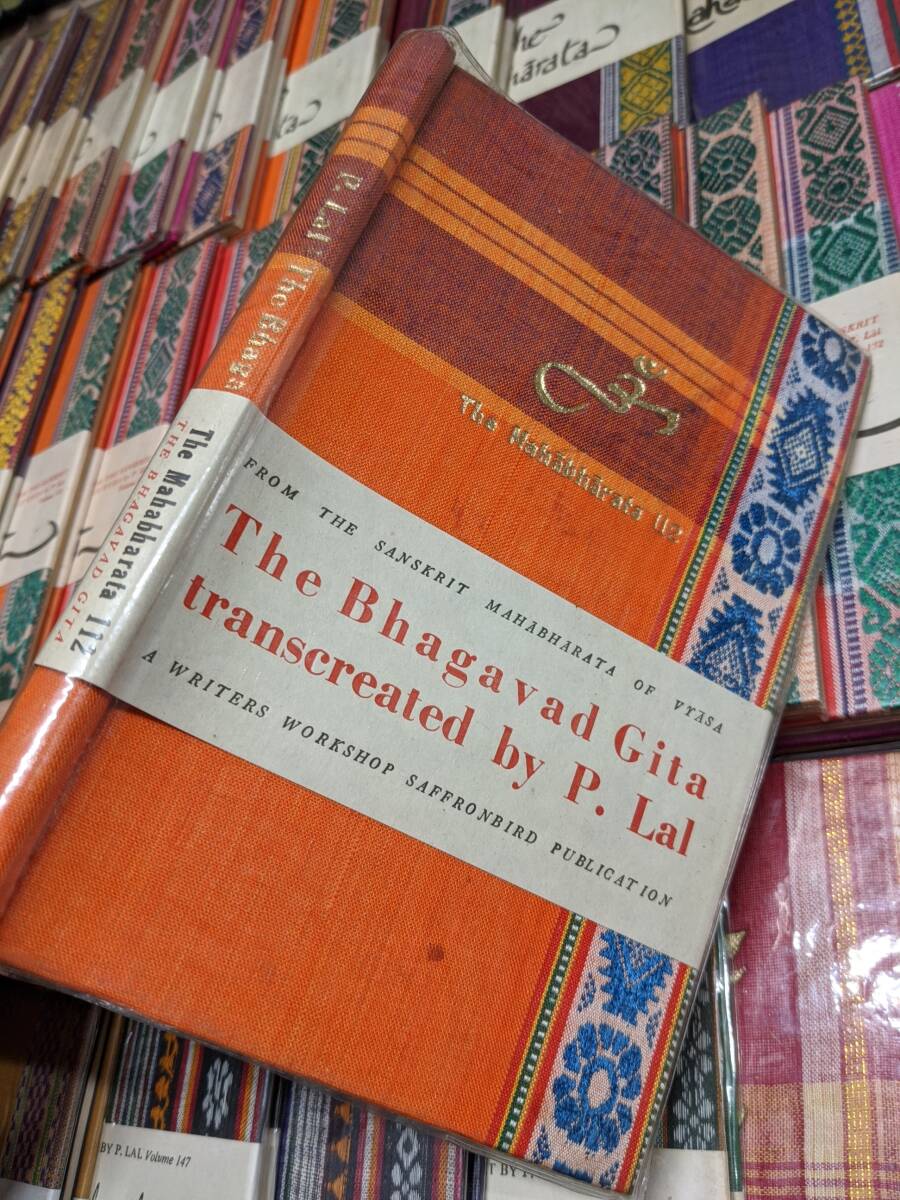 The Mahābhārata 112
FROM THE SANSKRIT MAHĀBHARATA OF VYĀSA
The Bhagavad Gita
transcreated by P. Lal
A WRITERS WORKSHOP SAFFRONBIRD PUBLICATION
P. Lal: The Bhaga
The Mahabharata 112
THE BHAGAVAD GITA
BY P. LAL Volume 147